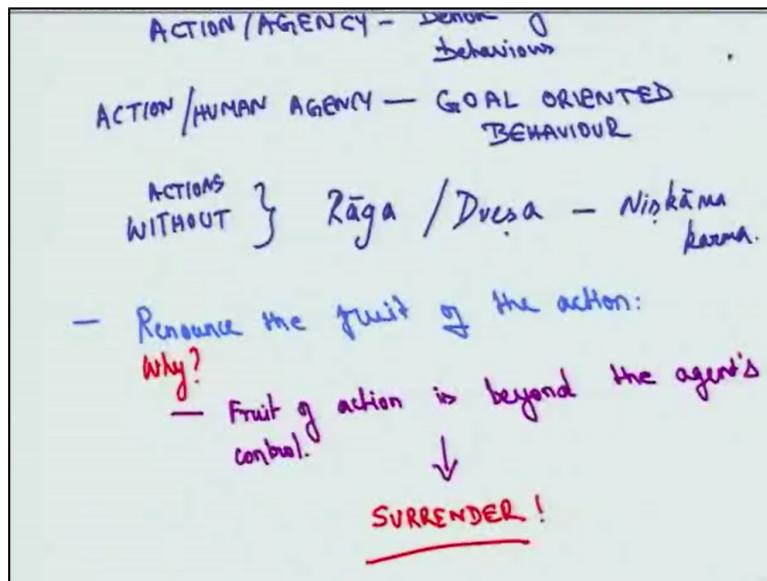 ACTION/AGENCY – of
Behaviours
ACTION/HUMAN AGENCY — GOAL ORIENTED
BEHAVIOUR
ACTIONS
WITHOUT } Rāga / Dveṣa – Niṣkāma
karma.
— Renounce the fruit of the action:
Why?
— Fruit of action is beyond the agent's
control.
↓
SURRENDER!